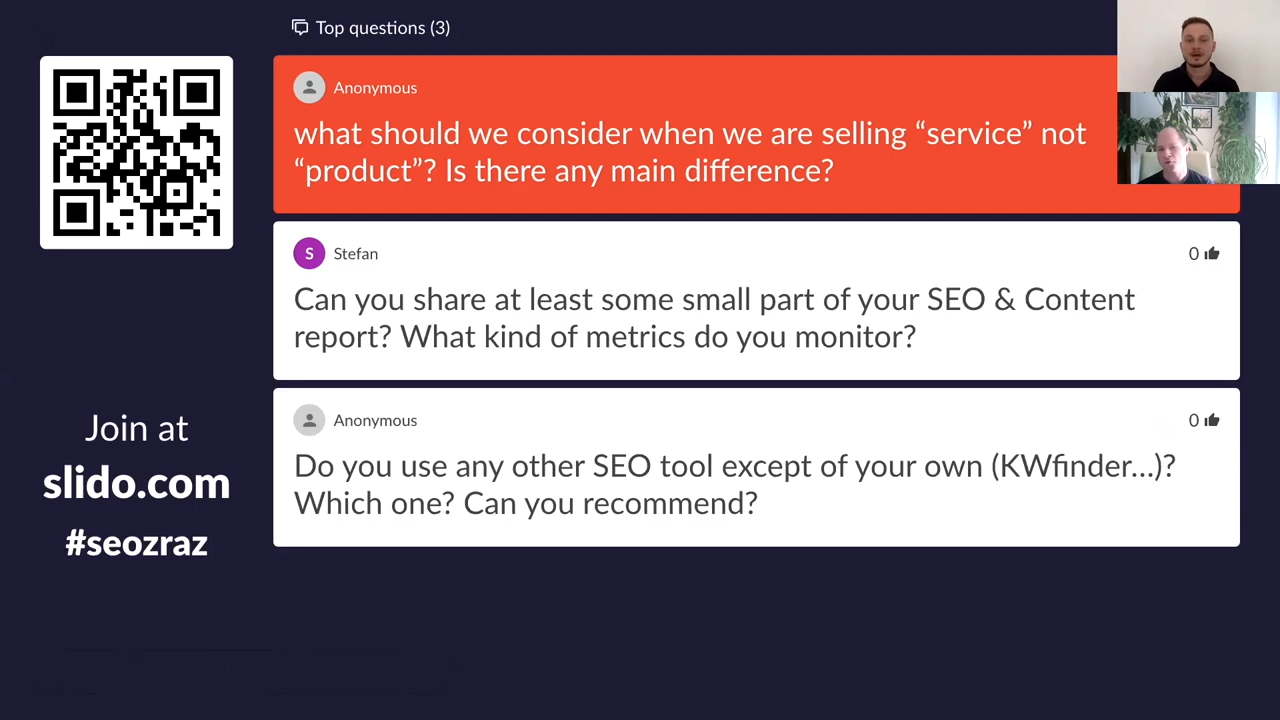 Top questions (3)
Anonymous
what should we consider when we are selling “service” not
“product”? Is there any main difference?
S
Stefan
0
Can you share at least some small part of your SEO & Content
report? What kind of metrics do you monitor?
Anonymous
0
Do you use any other SEO tool except of your own (KWfinder...)?
Which one? Can you recommend?
Join at
slido.com
#seozraz